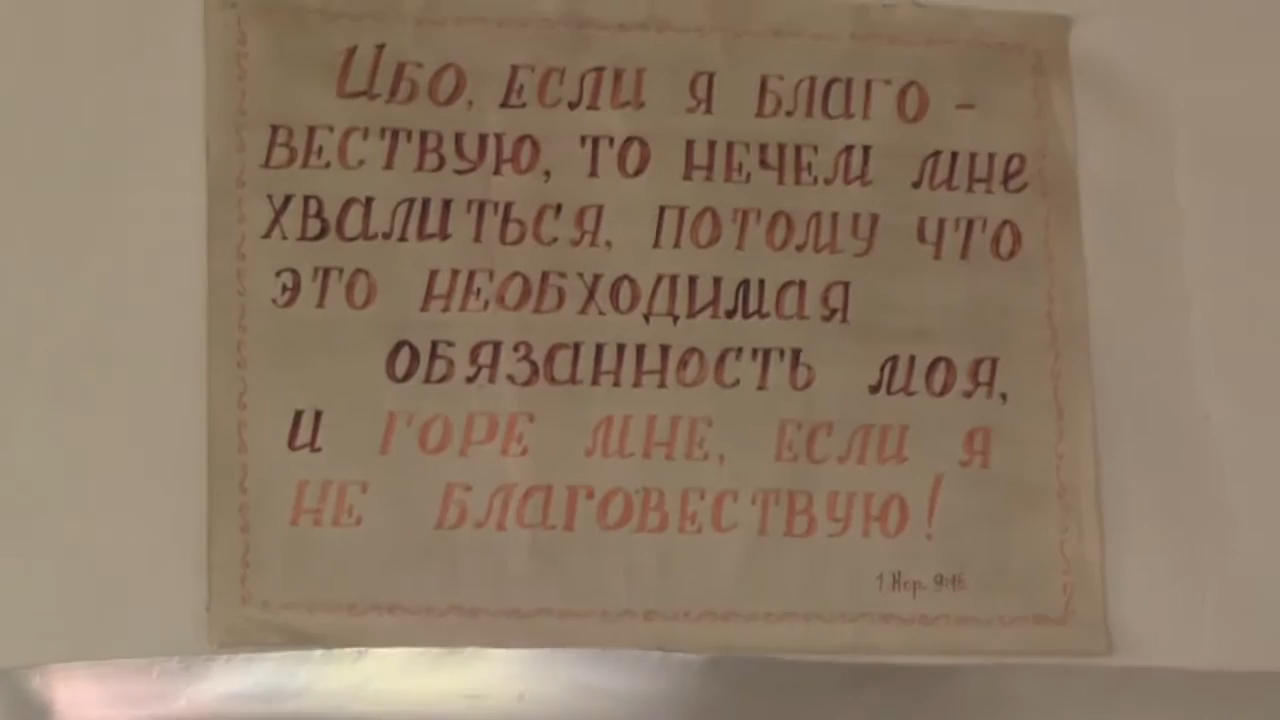 Ибо, если я благо-
вествую, то нечем мне
хвалиться, потому что
это необходимая
обязанность моя,
и горе мне, если я
не благовествую!
1 Кор. 9:16